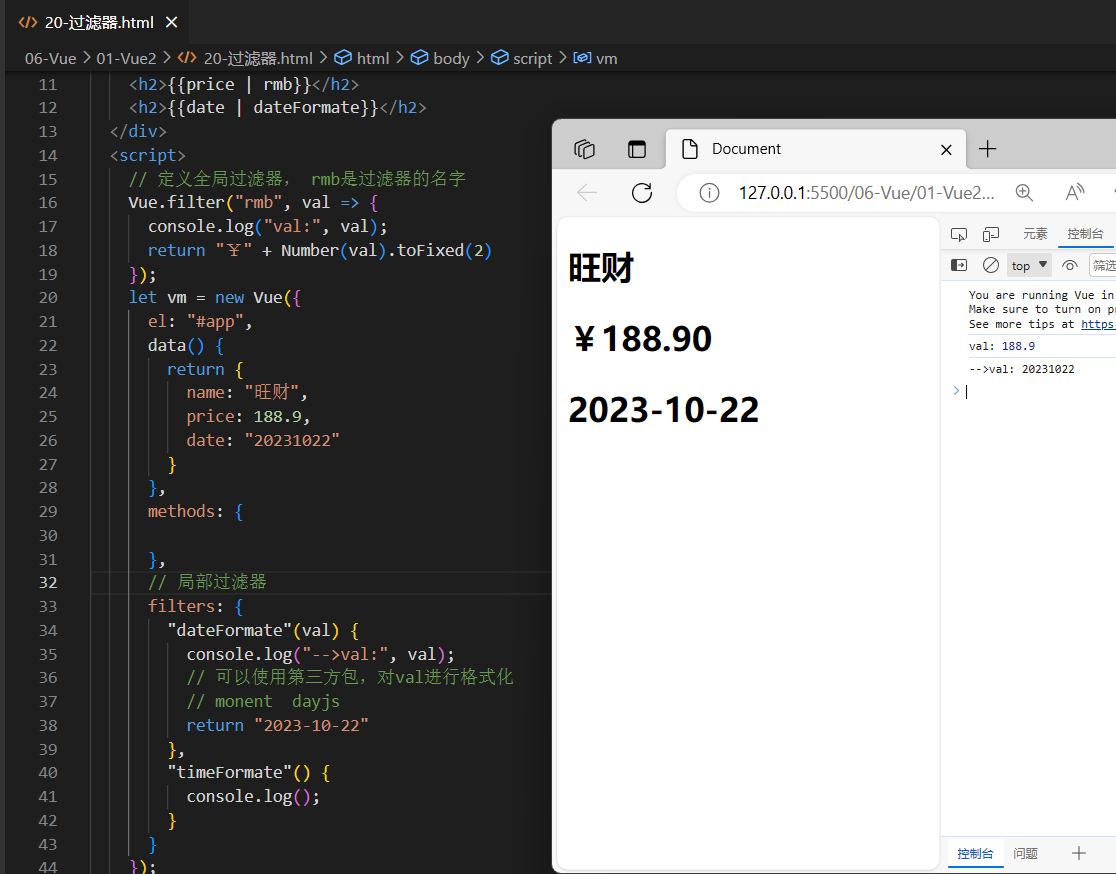 20-过滤器.html
06-Vue > 01-Vue2 > 20-过滤器.html > html > body > script > vm
11 <h2>{{price | rmb}}</h2>
12 <h2>{{date | dateFormate}}</h2>
13 </div>
14 <script>
15 // 定义全局过滤器， rmb是过滤器的名字
16 Vue.filter("rmb", val => {
17 console.log("val:", val);
18 return "￥" + Number(val).toFixed(2)
19 });
20 let vm = new Vue({
21 el: "#app",
22 data() {
23 return {
24 name: "旺财",
25 price: 188.9,
26 date: "20231022"
27 }
28 },
29 methods: {
30
31 },
32 // 局部过滤器
33 filters: {
34 "dateFormate"(val) {
35 console.log("-->val:", val);
36 // 可以使用第三方包，对val进行格式化
37 // monent dayjs
38 return "2023-10-22"
39 },
40 "timeFormate"() {
41 console.log();
42 }
43 }
44 });
Document
127.0.0.1:5500/06-Vue/01-Vue2...
元素
控制台
top
筛选
You are running Vue in
Make sure to turn on p
See more tips at https
val: 188.9
-->val: 20231022
旺财
￥188.90
2023-10-22
控制台
问题